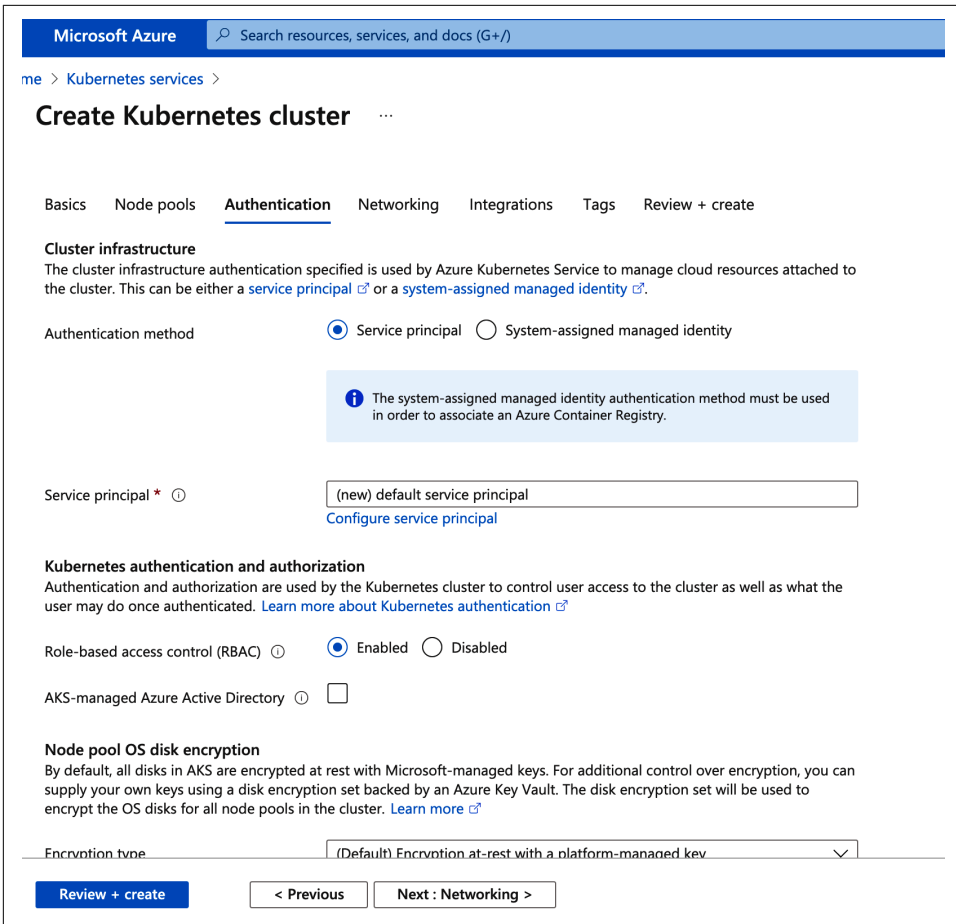 Microsoft Azure
Search resources, services, and docs (G+/)
me > Kubernetes services >
Create Kubernetes cluster ...
Basics Node pools Authentication Networking Integrations Tags Review + create
Cluster infrastructure
The cluster infrastructure authentication specified is used by Azure Kubernetes Service to manage cloud resources attached to
the cluster. This can be either a service principal or a system-assigned managed identity .
Authentication method Service principal System-assigned managed identity
The system-assigned managed identity authentication method must be used
in order to associate an Azure Container Registry.
Service principal * (new) default service principal
Configure service principal
Kubernetes authentication and authorization
Authentication and authorization are used by the Kubernetes cluster to control user access to the cluster as well as what the
user may do once authenticated. Learn more about Kubernetes authentication
Role-based access control (RBAC) Enabled Disabled
AKS-managed Azure Active Directory
Node pool OS disk encryption
By default, all disks in AKS are encrypted at rest with Microsoft-managed keys. For additional control over encryption, you can
supply your own keys using a disk encryption set backed by an Azure Key Vault. The disk encryption set will be used to
encrypt the OS disks for all node pools in the cluster. Learn more
Encryption type (Default) Encryption at-rest with a platform-managed key
Review + create < Previous Next : Networking >